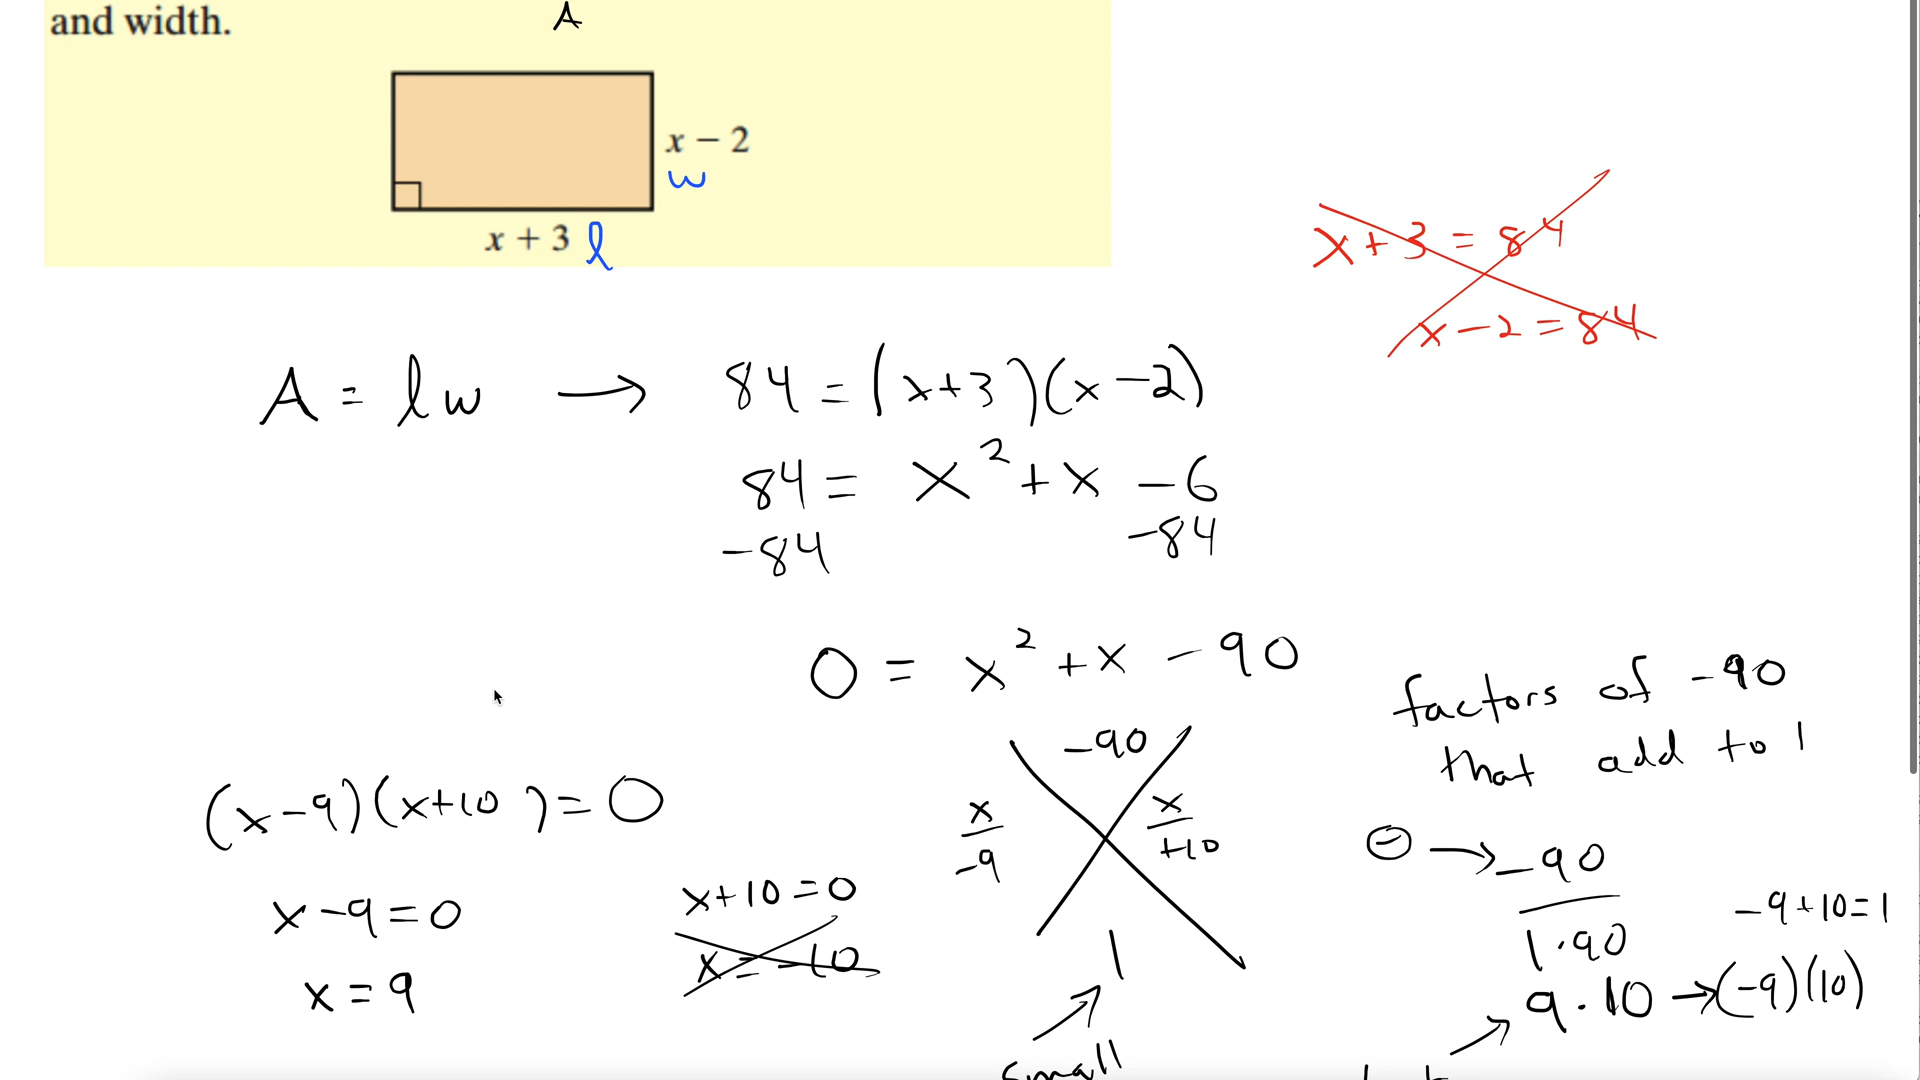 and width.
A
x − 2
w
x + 3 l
x + 3 = 84
x − 2 = 84
A = lw → 84 = (x+3)(x−2)
84 = x² + x − 6
−84 −84
0 = x² + x − 90
factors of −90
that add to 1
−90
x/−9 x/+10
1
small
⊖ → −90
1·90
−9+10=1
9·10 → (−9)(10)
(x−9)(x+10) = 0
x−9=0
x=9
x+10=0
x=−10